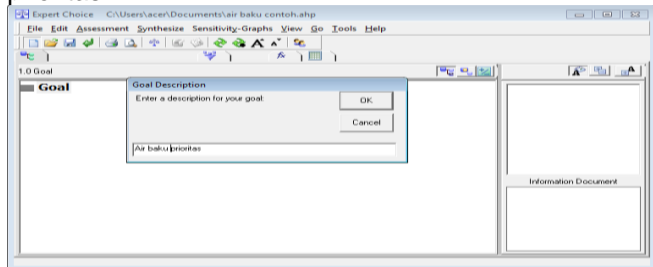 Expert Choice C:\Users\acer\Documents\air baku contoh.ahp
File Edit Assessment Synthesize Sensitivity-Graphs View Go Tools Help
1.0 Goal
Goal
Goal Description
Enter a description for your goal:
OK
Cancel
Air baku prioritas
Information Document